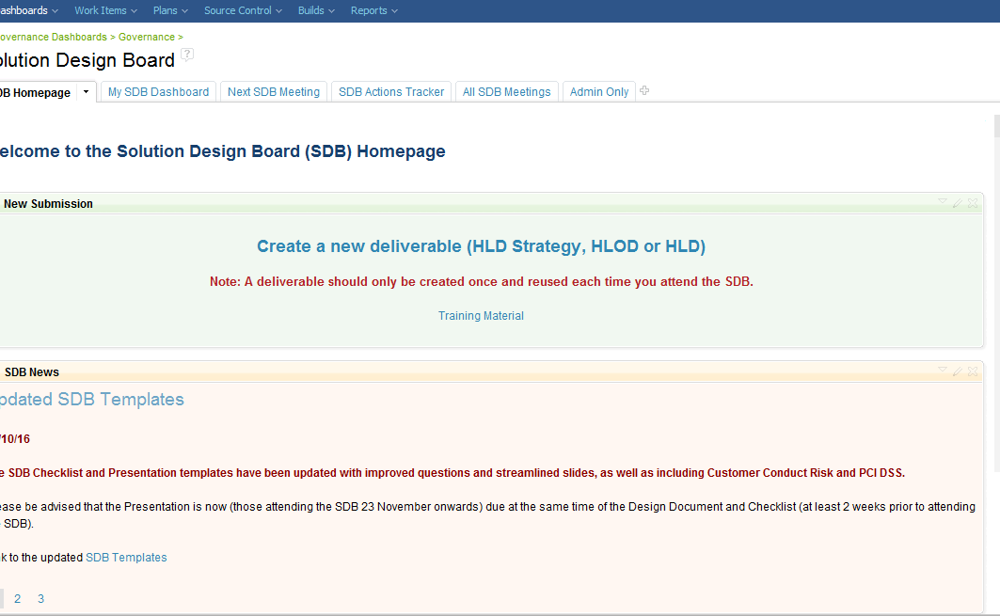 ashboards Work Items Plans Source Control Builds Reports
overnance Dashboards > Governance >
olution Design Board ?
DB Homepage My SDB Dashboard Next SDB Meeting SDB Actions Tracker All SDB Meetings Admin Only
elcome to the Solution Design Board (SDB) Homepage
New Submission
Create a new deliverable (HLD Strategy, HLOD or HLD)
Note: A deliverable should only be created once and reused each time you attend the SDB.
Training Material
SDB News
pdated SDB Templates
/10/16
e SDB Checklist and Presentation templates have been updated with improved questions and streamlined slides, as well as including Customer Conduct Risk and PCI DSS.
ease be advised that the Presentation is now (those attending the SDB 23 November onwards) due at the same time of the Design Document and Checklist (at least 2 weeks prior to attending
SDB).
k to the updated SDB Templates
2 3